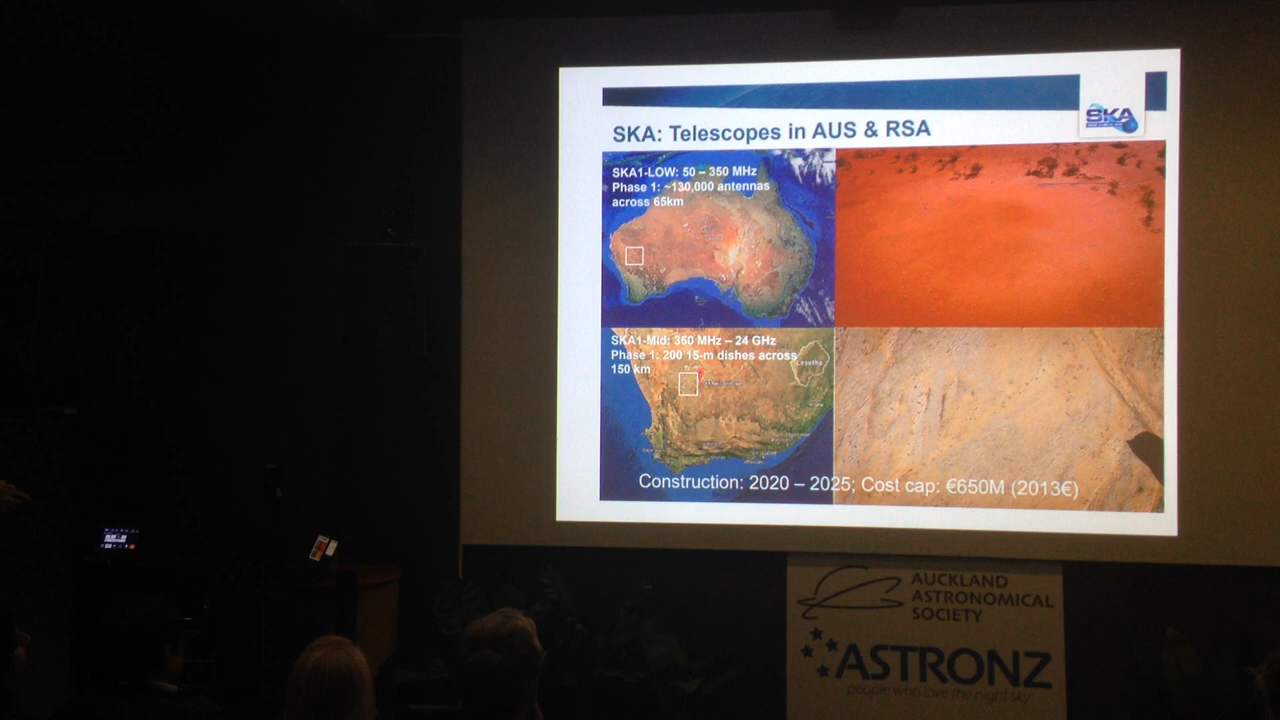 SKA
SKA: Telescopes in AUS & RSA
SKA1-LOW: 50 – 350 MHz
Phase 1: ~130,000 antennas
across 65km
SKA1-Mid: 350 MHz – 24 GHz
Phase 1: 200 15-m dishes across
150 km
Lesotho
Construction: 2020 – 2025; Cost cap: €650M (2013€)
AUCKLAND
ASTRONOMICAL
SOCIETY
ASTRONZ
people who love the night sky